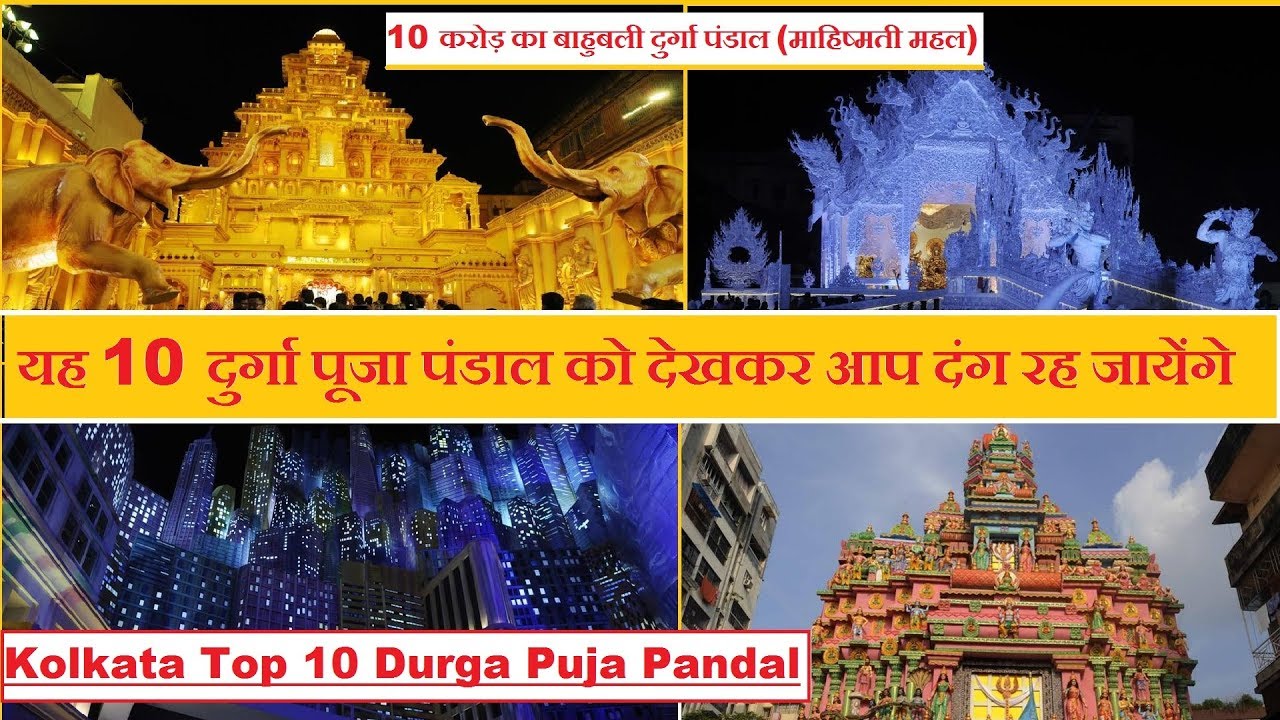 10 करोड़ का बाहुबली दुर्गा पंडाल (माहिष्मती महल)
यह 10 दुर्गा पूजा पंडाल को देखकर आप दंग रह जायेंगे
Kolkata Top 10 Durga Puja Pandal